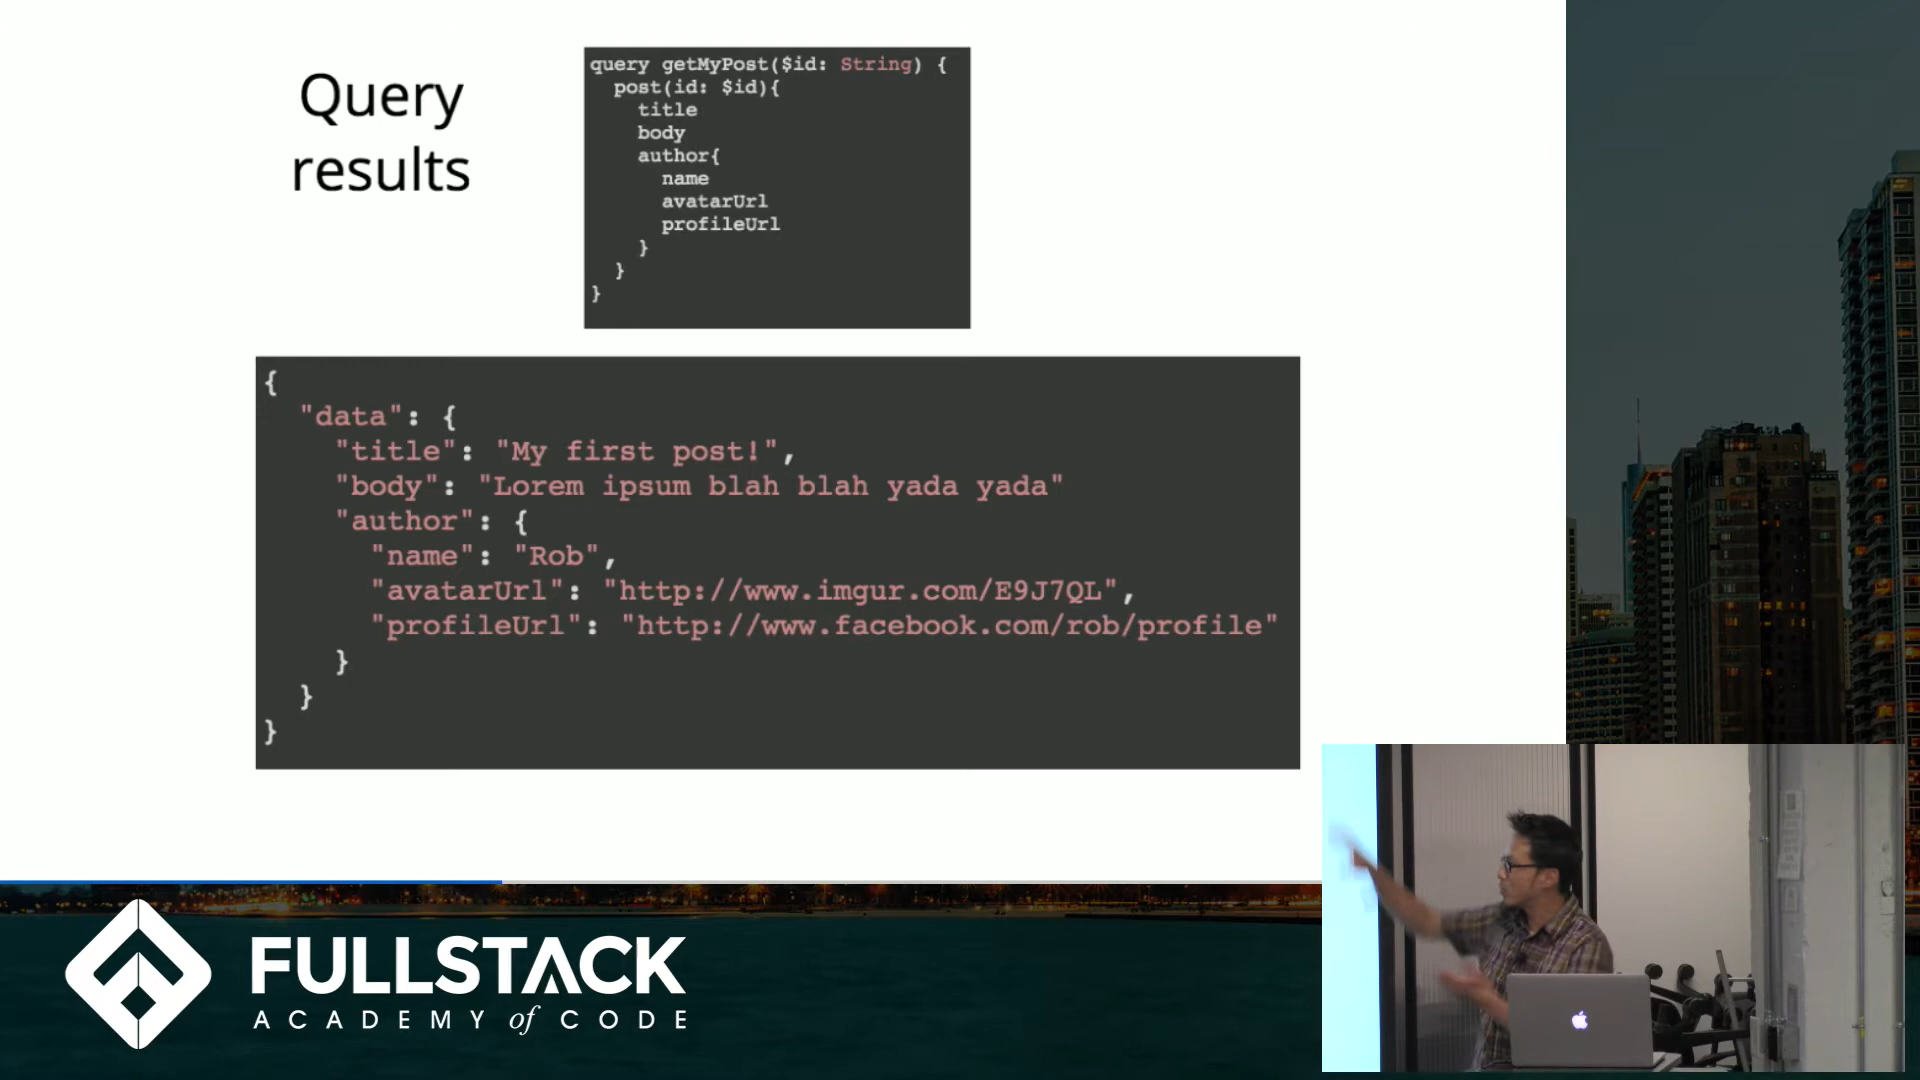 Query
results
query getMyPost($id: String) {
  post(id: $id){
    title
    body
    author{
      name
      avatarUrl
      profileUrl
    }
  }
}
{
  "data": {
    "title": "My first post!",
    "body": "Lorem ipsum blah blah yada yada"
    "author": {
      "name": "Rob",
      "avatarUrl": "http://www.imgur.com/E9J7QL",
      "profileUrl": "http://www.facebook.com/rob/profile"
    }
  }
}
FULLSTACK
ACADEMY of CODE